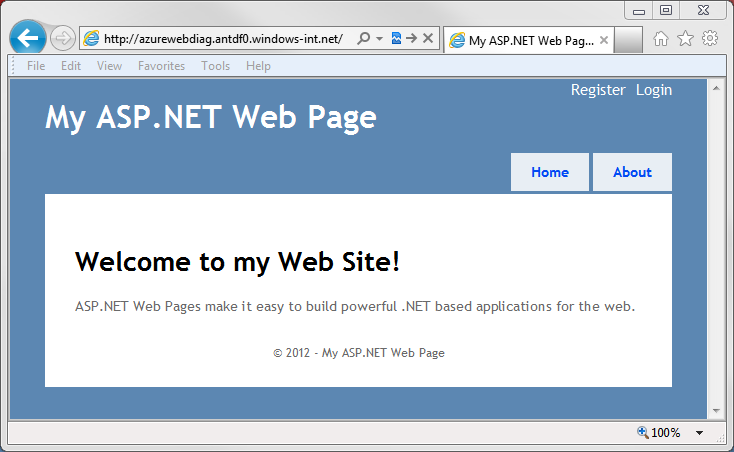 http://azurewebdiag.antdf0.windows-int.net/
My ASP.NET Web Pag...
File Edit View Favorites Tools Help
Register Login
My ASP.NET Web Page
Home About
Welcome to my Web Site!
ASP.NET Web Pages make it easy to build powerful .NET based applications for the web.
© 2012 - My ASP.NET Web Page
100%